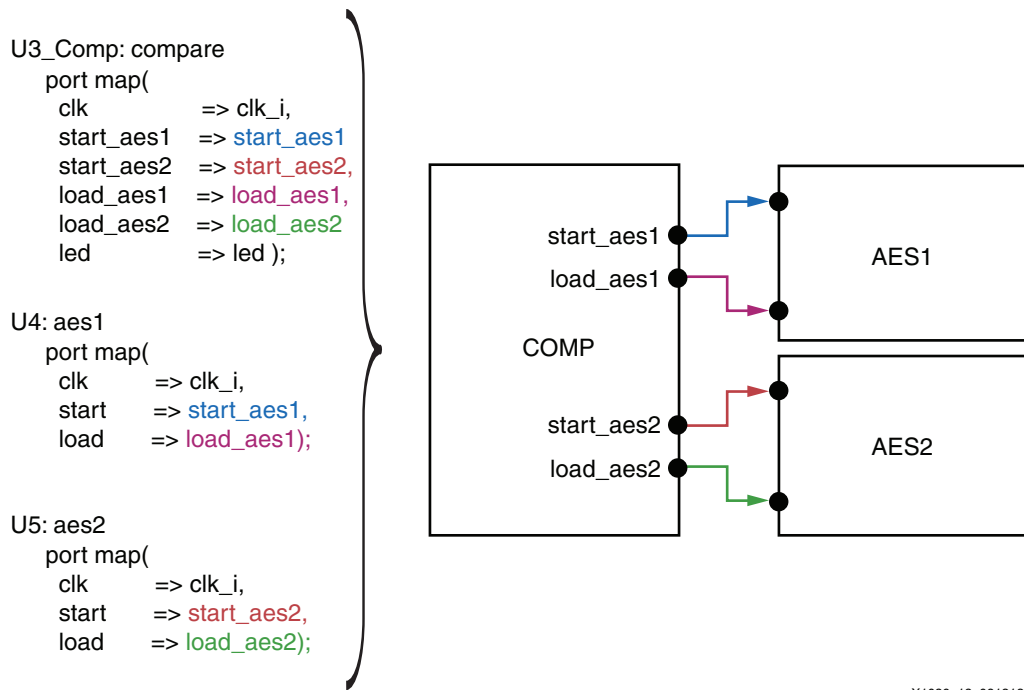 U3_Comp: compare
port map(
clk => clk_i,
start_aes1 => start_aes1
start_aes2 => start_aes2,
load_aes1 => load_aes1,
load_aes2 => load_aes2
led => led );
U4: aes1
port map(
clk => clk_i,
start => start_aes1,
load => load_aes1);
U5: aes2
port map(
clk => clk_i,
start => start_aes2,
load => load_aes2);
start_aes1
load_aes1
COMP
start_aes2
load_aes2
AES1
AES2